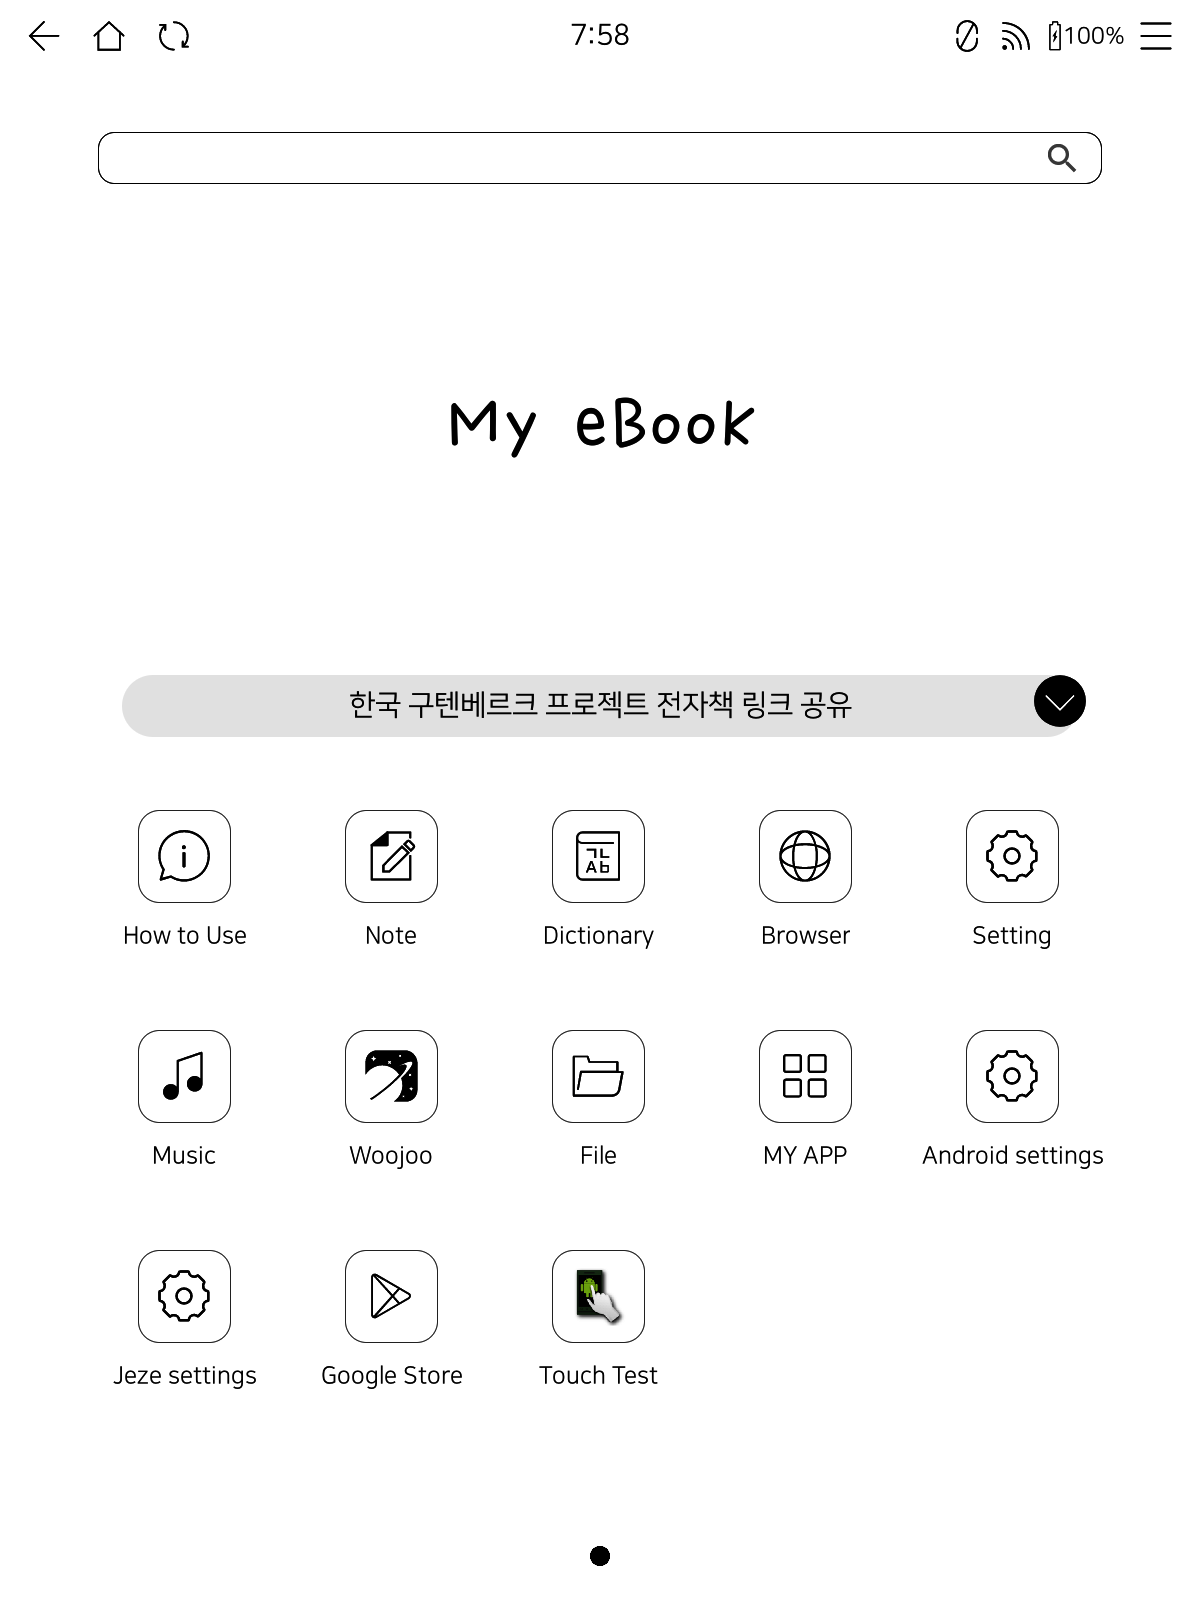 7:58
100%
My eBook
한국 구텐베르크 프로젝트 전자책 링크 공유
ㄱㄴ
Ab
How to Use
Note
Dictionary
Browser
Setting
Music
Woojoo
File
MY APP
Android settings
Jeze settings
Google Store
Touch Test